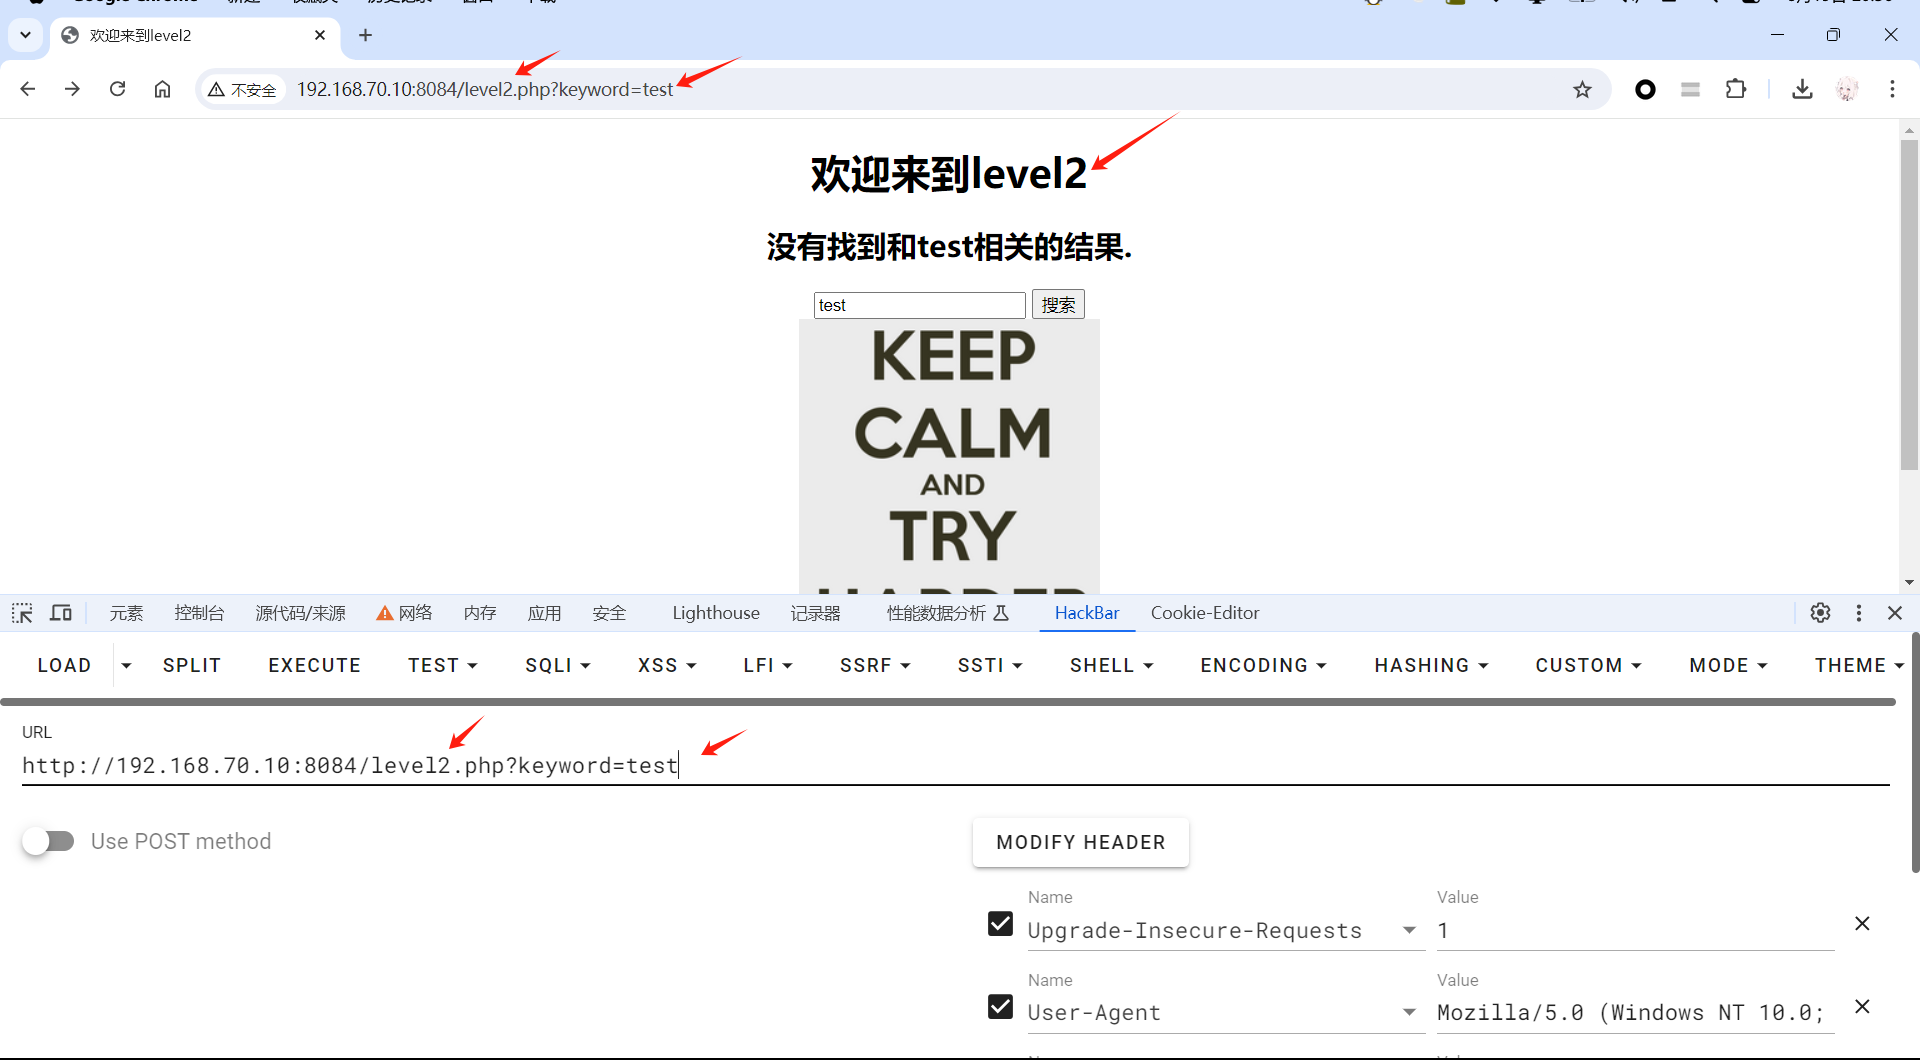 欢迎来到level2
不安全
192.168.70.10:8084/level2.php?keyword=test
欢迎来到level2
没有找到和test相关的结果.
test
搜索
KEEP
CALM
AND
TRY
HARDER
元素 控制台 源代码/来源 网络 内存 应用 安全 Lighthouse 记录器 性能数据分析 HackBar Cookie-Editor
LOAD SPLIT EXECUTE TEST SQLI XSS LFI SSRF SSTI SHELL ENCODING HASHING CUSTOM MODE THEME
URL
http://192.168.70.10:8084/level2.php?keyword=test
Use POST method
MODIFY HEADER
Name Value
Upgrade-Insecure-Requests 1
Name Value
User-Agent Mozilla/5.0 (Windows NT 10.0;